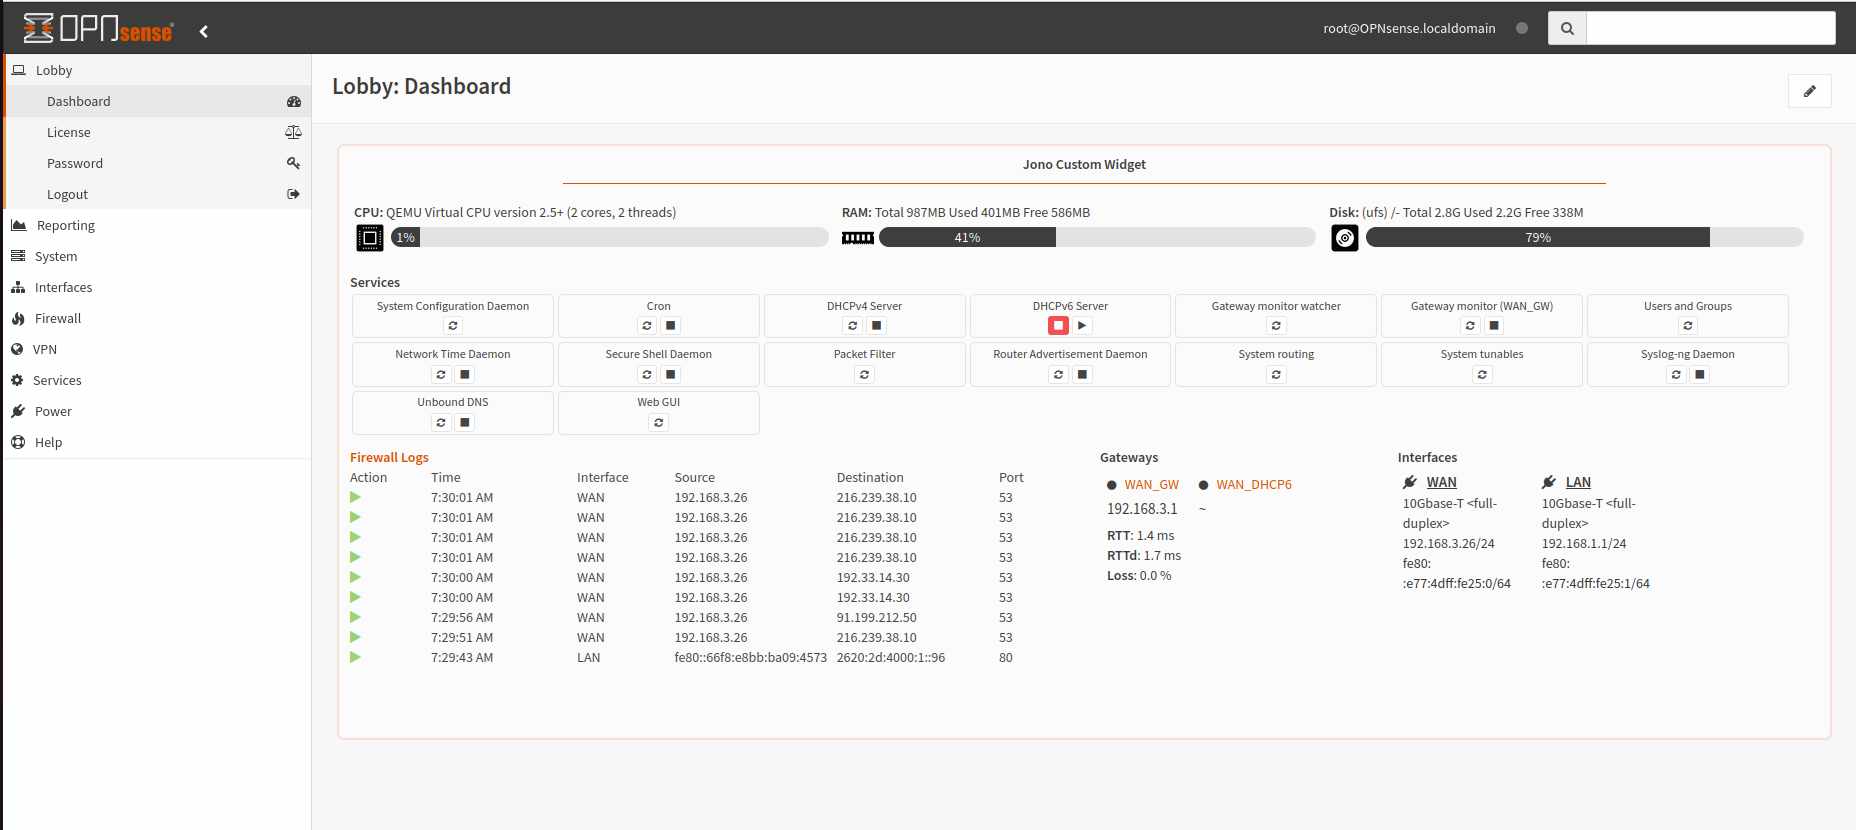 OPNsense
root@OPNsense.localdomain
Lobby
Dashboard
License
Password
Logout
Reporting
System
Interfaces
Firewall
VPN
Services
Power
Help
Lobby: Dashboard
Jono Custom Widget
CPU: QEMU Virtual CPU version 2.5+ (2 cores, 2 threads)
1%
RAM: Total 987MB Used 401MB Free 586MB
41%
Disk: (ufs) /- Total 2.8G Used 2.2G Free 338M
79%
Services
System Configuration Daemon
Cron
DHCPv4 Server
DHCPv6 Server
Gateway monitor watcher
Gateway monitor (WAN_GW)
Users and Groups
Network Time Daemon
Secure Shell Daemon
Packet Filter
Router Advertisement Daemon
System routing
System tunables
Syslog-ng Daemon
Unbound DNS
Web GUI
Firewall Logs
Action Time Interface Source Destination Port
7:30:01 AM WAN 192.168.3.26 216.239.38.10 53
7:30:01 AM WAN 192.168.3.26 216.239.38.10 53
7:30:01 AM WAN 192.168.3.26 216.239.38.10 53
7:30:01 AM WAN 192.168.3.26 216.239.38.10 53
7:30:00 AM WAN 192.168.3.26 192.33.14.30 53
7:30:00 AM WAN 192.168.3.26 192.33.14.30 53
7:29:56 AM WAN 192.168.3.26 91.199.212.50 53
7:29:51 AM WAN 192.168.3.26 216.239.38.10 53
7:29:43 AM LAN fe80::66f8:e8bb:ba09:4573 2620:2d:4000:1::96 80
Gateways
WAN_GW WAN_DHCP6
192.168.3.1 ~
RTT: 1.4 ms
RTTd: 1.7 ms
Loss: 0.0 %
Interfaces
WAN
10Gbase-T <full-
duplex>
192.168.3.26/24
fe80:
:e77:4dff:fe25:0/64
LAN
10Gbase-T <full-
duplex>
192.168.1.1/24
fe80:
:e77:4dff:fe25:1/64